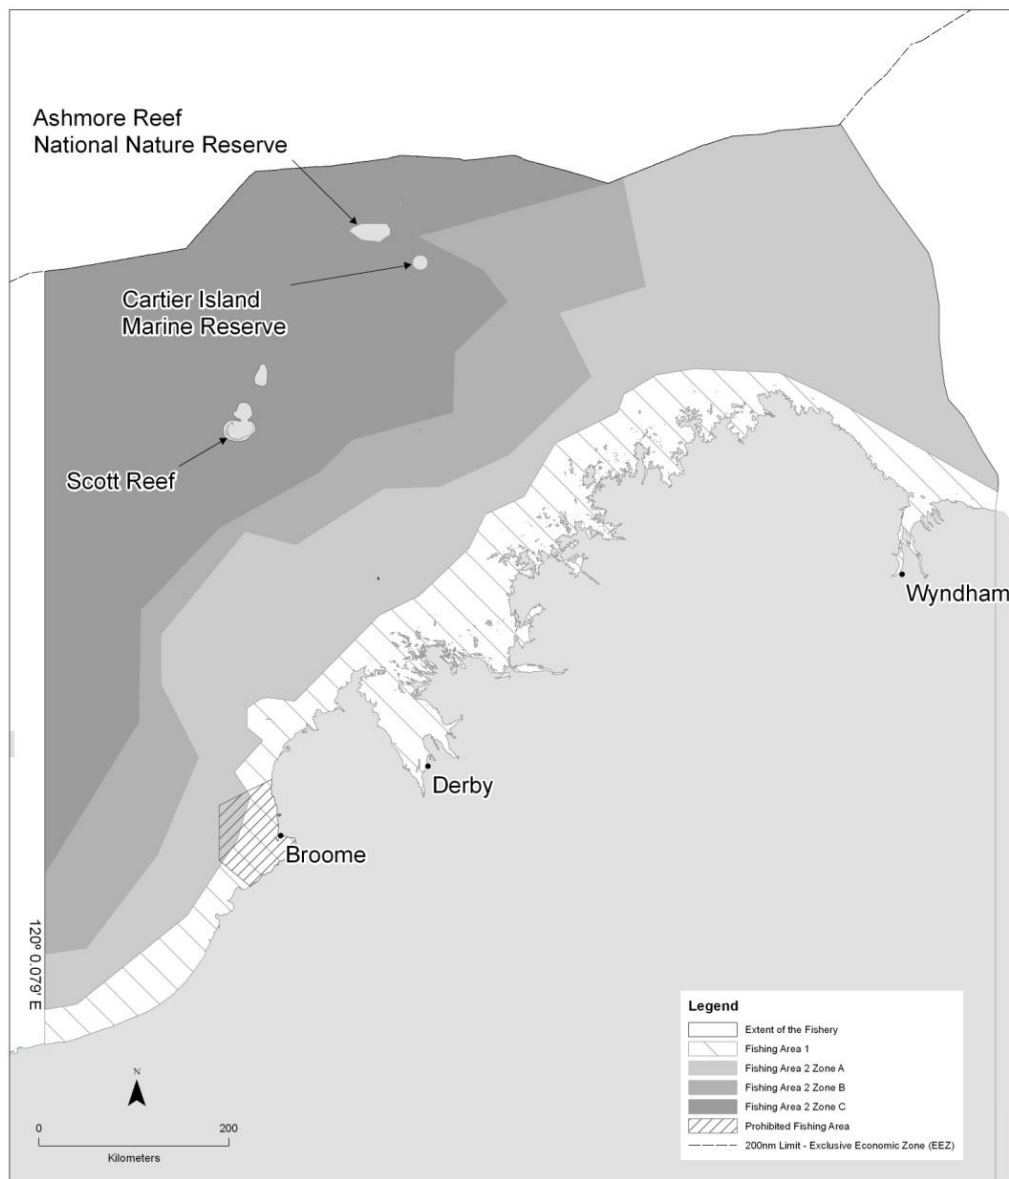 Ashmore Reef
National Nature Reserve
Cartier Island
Marine Reserve
Scott Reef
Wyndham
Derby
Broome
120° 0.079' E
Legend
Extent of the Fishery
Fishing Area 1
Fishing Area 2 Zone A
Fishing Area 2 Zone B
Fishing Area 2 Zone C
Prohibited Fishing Area
200nm Limit - Exclusive Economic Zone (EEZ)
N
0 200
Kilometers